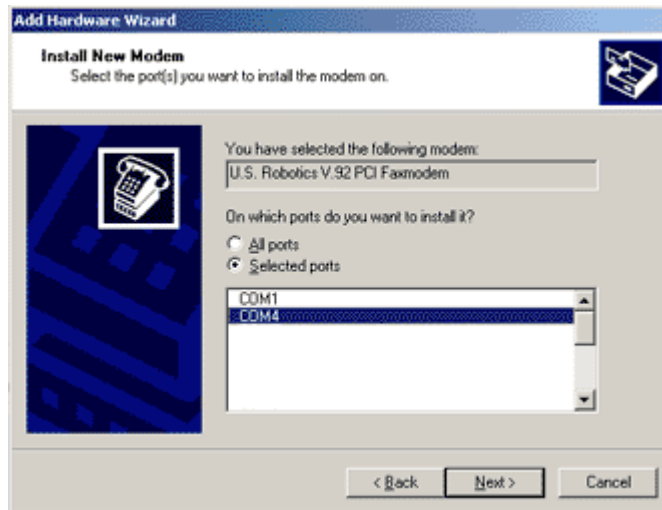 Add Hardware Wizard
Install New Modem
Select the port(s) you want to install the modem on.
You have selected the following modem:
U.S. Robotics V.92 PCI Faxmodem
On which ports do you want to install it?
All ports
Selected ports
COM1
COM4
< Back
Next >
Cancel